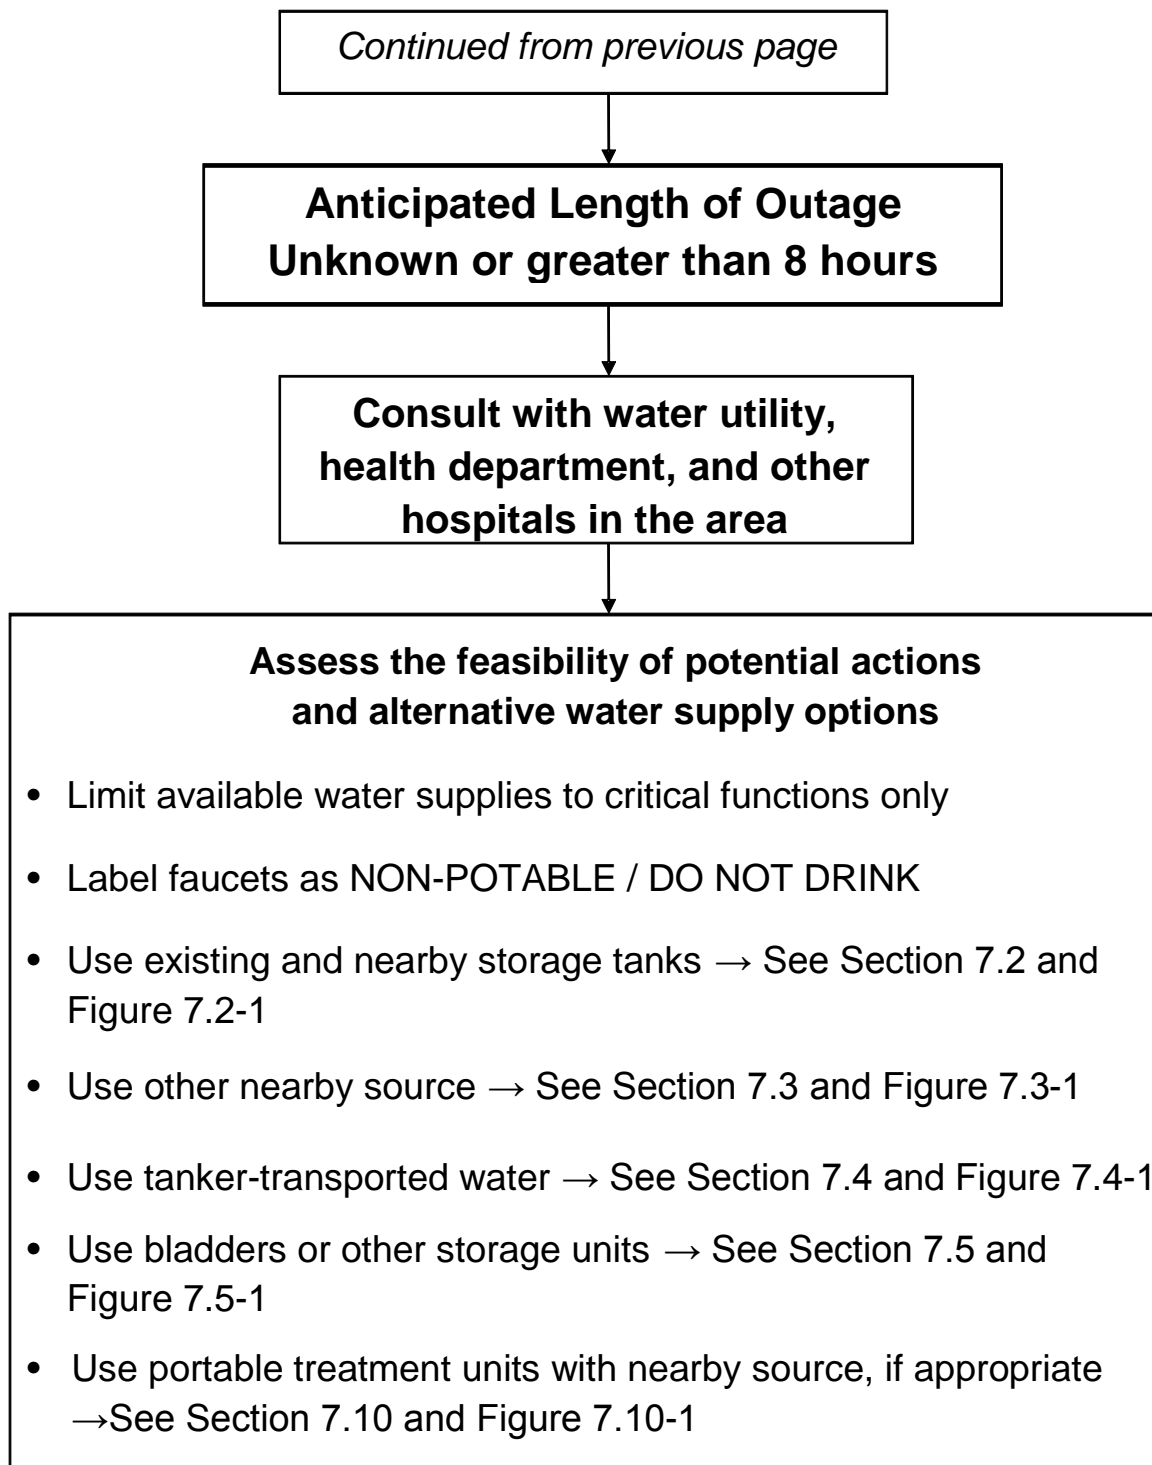 Continued from previous page
Anticipated Length of Outage
Unknown or greater than 8 hours
Consult with water utility,
health department, and other
hospitals in the area
Assess the feasibility of potential actions
and alternative water supply options
• Limit available water supplies to critical functions only
• Label faucets as NON-POTABLE / DO NOT DRINK
• Use existing and nearby storage tanks → See Section 7.2 and
Figure 7.2-1
• Use other nearby source → See Section 7.3 and Figure 7.3-1
• Use tanker-transported water → See Section 7.4 and Figure 7.4-1
• Use bladders or other storage units → See Section 7.5 and
Figure 7.5-1
• Use portable treatment units with nearby source, if appropriate
→See Section 7.10 and Figure 7.10-1